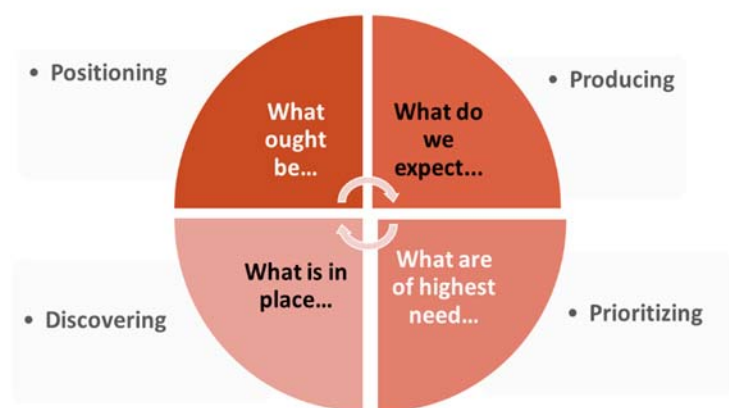 • Positioning
• Producing
What
ought
be...
What do
we
expect...
What is in
place...
What are
of highest
need...
• Discovering
• Prioritizing